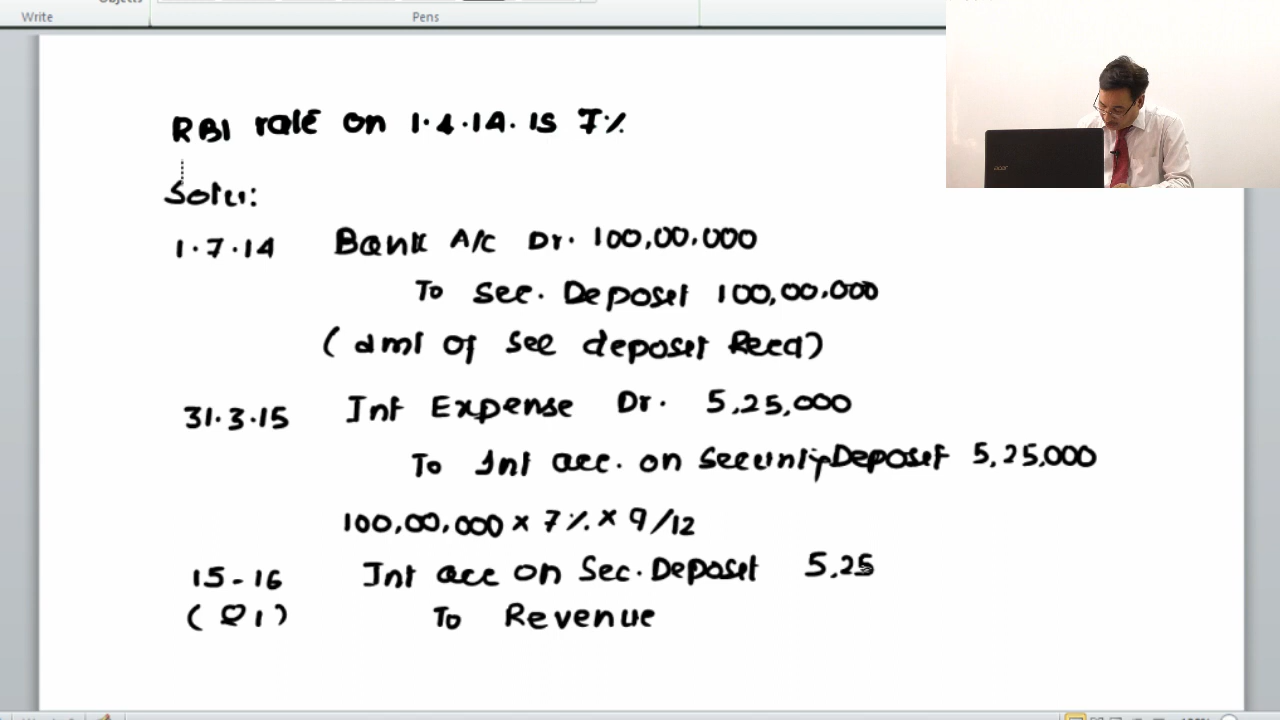 Write
Pens
RBI rate on 1.4.14. is 7%
Soln:
1.7.14 Bank A/C Dr. 100,00,000
To Sec. Deposit 100,00,000
(amt of Sec deposit Recd)
31.3.15 Int Expense Dr. 5,25,000
To Int acc. on Security Deposit 5,25,000
100,00,000 x 7% x 9/12
15-16 Int acc on Sec. Deposit 5,25
(Q1) To Revenue
acer